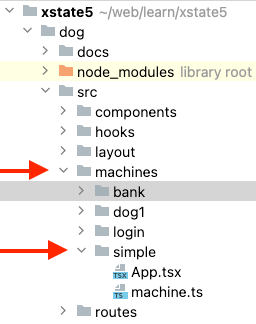 xstate5 ~/web/learn/xstate5
dog
docs
node_modules library root
src
components
hooks
layout
machines
bank
dog1
login
simple
TSX App.tsx
TS machine.ts
routes